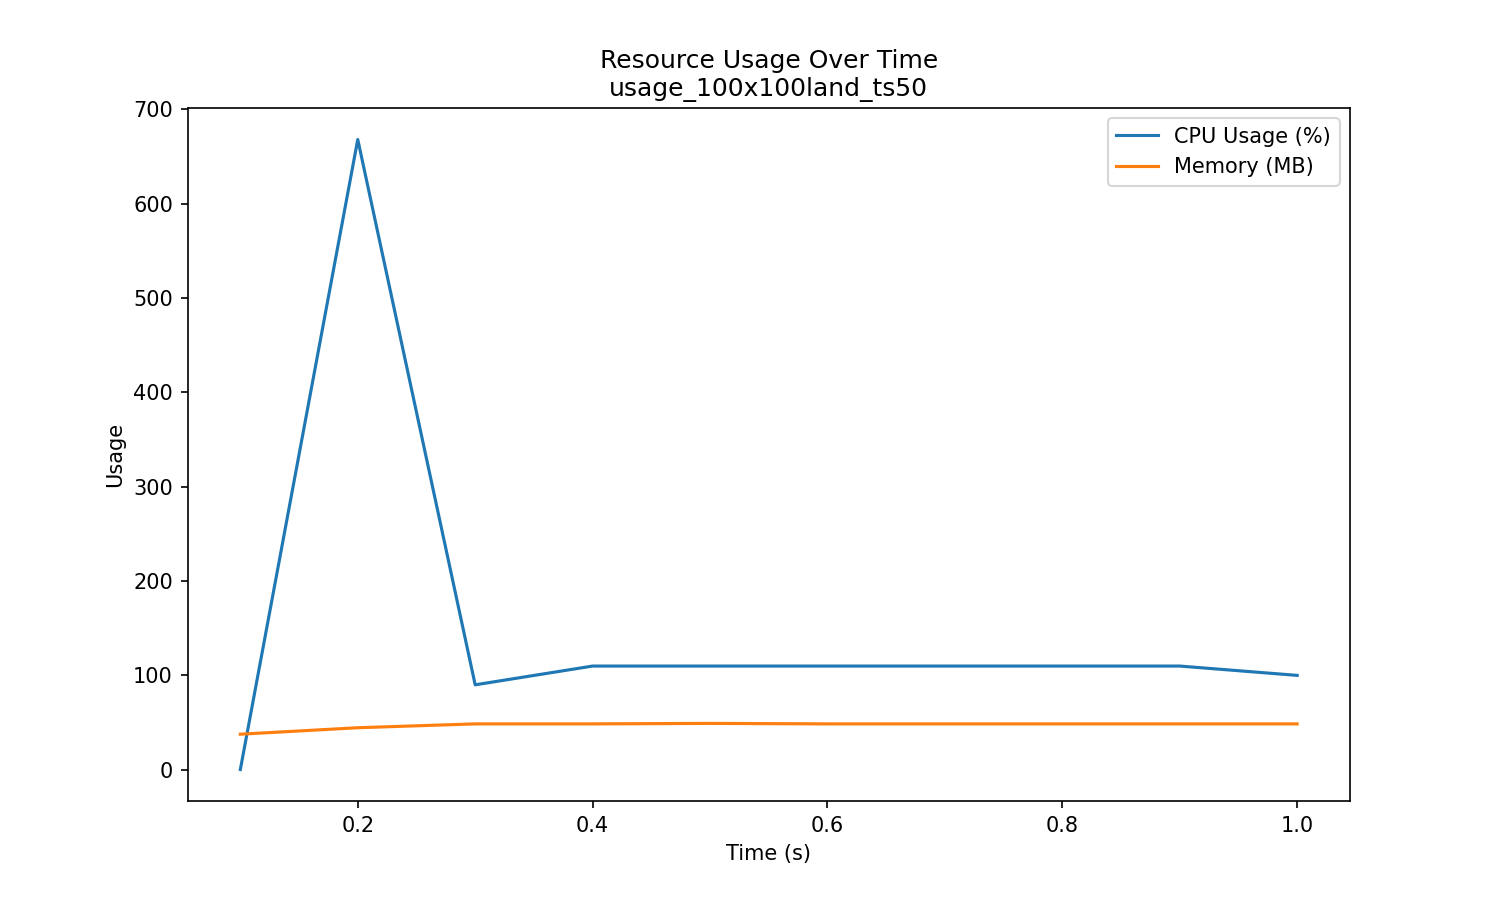 Resource Usage Over Time
usage_100x100land_ts50
CPU Usage (%)
Memory (MB)
700
600
500
400
300
200
100
0
Usage
0.2
0.4
0.6
0.8
1.0
Time (s)